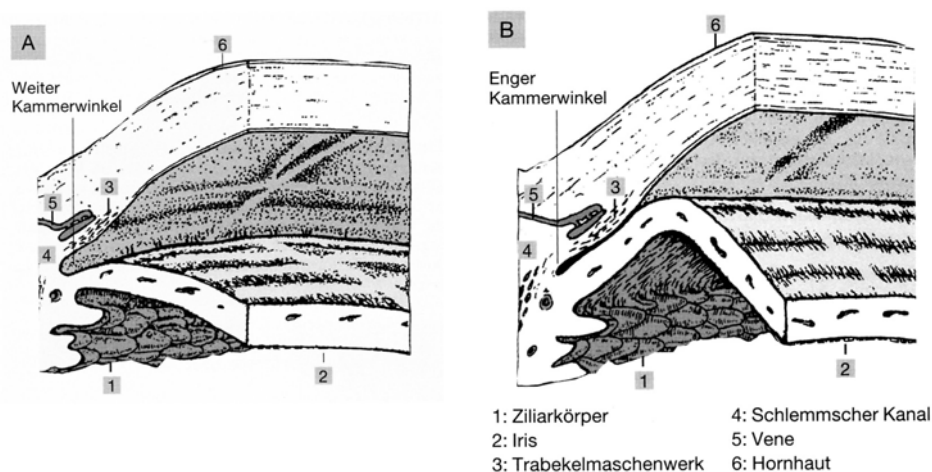 A
6
Weiter
Kammerwinkel
3
5
4
1
2
B
6
Enger
Kammerwinkel
3
5
4
1
2
1: Ziliarkörper
2: Iris
3: Trabekelmaschenwerk
4: Schlemmscher Kanal
5: Vene
6: Hornhaut